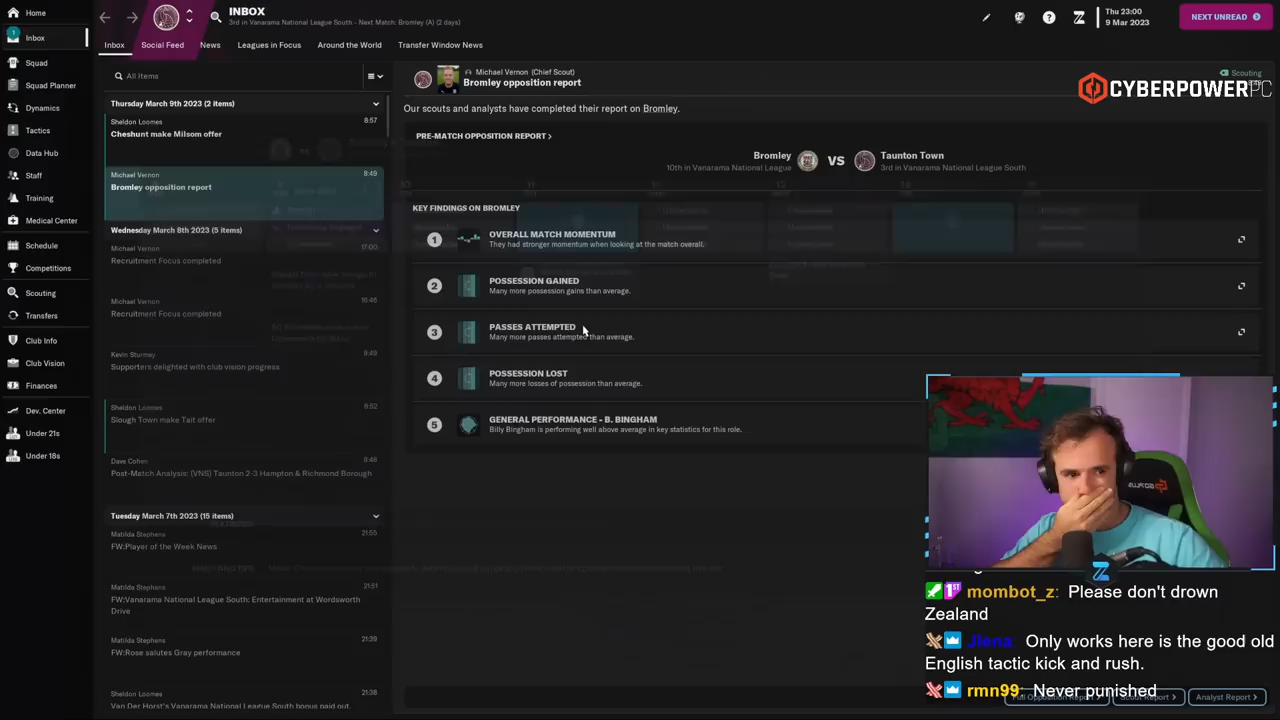 Home
Inbox
Squad
Squad Planner
Dynamics
Tactics
Data Hub
Staff
Training
Medical Center
Schedule
Competitions
Scouting
Transfers
Club Info
Club Vision
Finances
Dev. Center
Under 21s
Under 18s
INBOX
3rd in Vanarama National League South - Next Match: Bromley (A) (2 days)
Thu 23:00
9 Mar 2023
NEXT UNREAD
Inbox
Social Feed
News
Leagues in Focus
Around the World
Transfer Window News
All Items
Thursday March 9th 2023 (2 items)
Sheldon Loomes 8:57
Cheshunt make Milsom offer
Michael Vernon 8:49
Bromley opposition report
Wednesday March 8th 2023 (5 items)
Michael Vernon 17:00
Recruitment Focus completed
Michael Vernon 16:46
Recruitment Focus completed
Kevin Sturmey 9:49
Supporters delighted with club vision progress
Sheldon Loomes 8:52
Slough Town make Tait offer
Dave Cohen 8:48
Post-Match Analysis: (VNS) Taunton 2-3 Hampton & Richmond Borough
Tuesday March 7th 2023 (15 items)
Matilda Stephens 21:55
FW:Player of the Week News
Matilda Stephens 21:51
FW:Vanarama National League South: Entertainment at Wordsworth
Drive
Matilda Stephens 21:39
FW:Rose salutes Gray performance
Sheldon Loomes 21:38
Van Der Horst's Vanarama National League South bonus paid out.
Michael Vernon (Chief Scout)
Bromley opposition report
Scouting
CYBERPOWERPC
Our scouts and analysts have completed their report on Bromley.
PRE-MATCH OPPOSITION REPORT >
Bromley
10th in Vanarama National League
VS
Taunton Town
3rd in Vanarama National League South
KEY FINDINGS ON BROMLEY
1 OVERALL MATCH MOMENTUM
They had stronger momentum when looking at the match overall.
2 POSSESSION GAINED
Many more possession gains than average.
3 PASSES ATTEMPTED
Many more passes attempted than average.
4 POSSESSION LOST
Many more losses of possession than average.
5 GENERAL PERFORMANCE - B. BINGHAM
Billy Bingham is performing well above average in key statistics for this role.
mombot_z: Please don't drown
Zealand
Jlena: Only works here is the good old
English tactic kick and rush.
rmn99: Never punished
Full Opposition Report >
Scout Report >
Analyst Report >